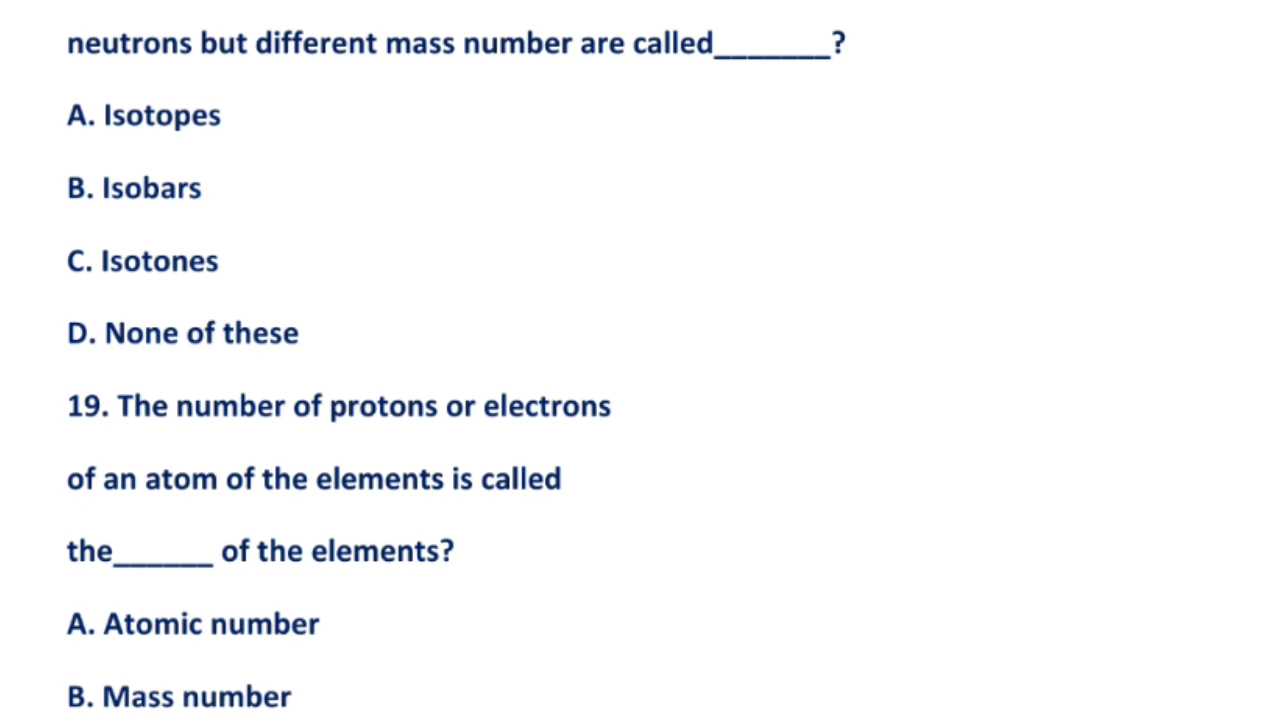 neutrons but different mass number are called_______?
A. Isotopes
B. Isobars
C. Isotones
D. None of these
19. The number of protons or electrons
of an atom of the elements is called
the______ of the elements?
A. Atomic number
B. Mass number